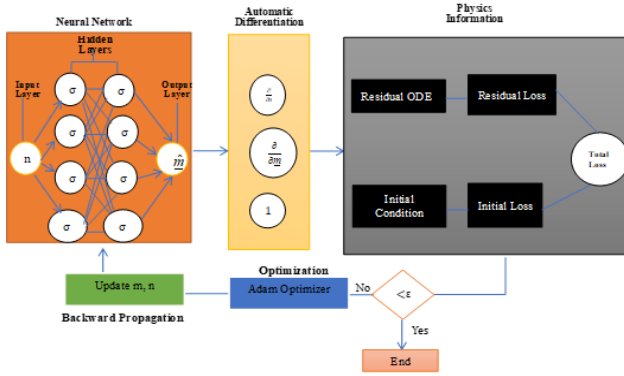 Neural Network
Automatic
Differentiation
Physics
Information
Hidden
Layers
Input
Layer
Output
Layer
σ σ
σ σ
σ σ
σ σ
n
m̂
∂
∂m
1
Residual ODE
Residual Loss
Total
Loss
Initial
Condition
Initial Loss
Optimization
Update m, n
Adam Optimizer
No
<ε
Backward Propagation
Yes
End